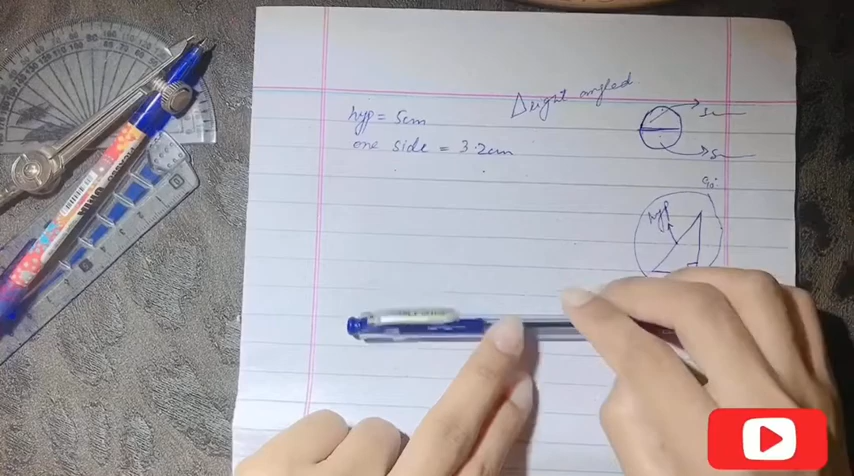 △ right angled
hyp = 5cm
one side = 3.2cm
90°
hyp